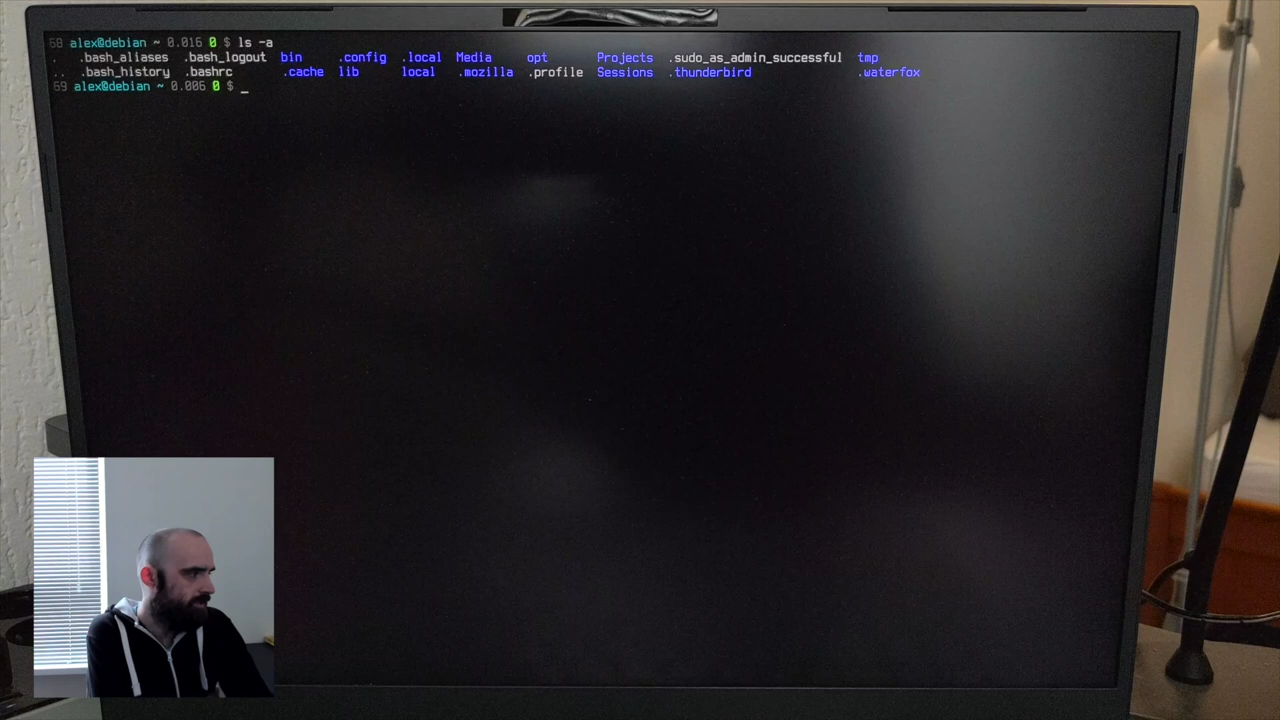 68 alex@debian ~ 0.016 0 $ ls -a
. .bash_aliases .bash_logout bin .config .local Media opt Projects .sudo_as_admin_successful tmp
.. .bash_history .bashrc .cache lib local .mozilla .profile Sessions .thunderbird .waterfox
69 alex@debian ~ 0.006 0 $ _